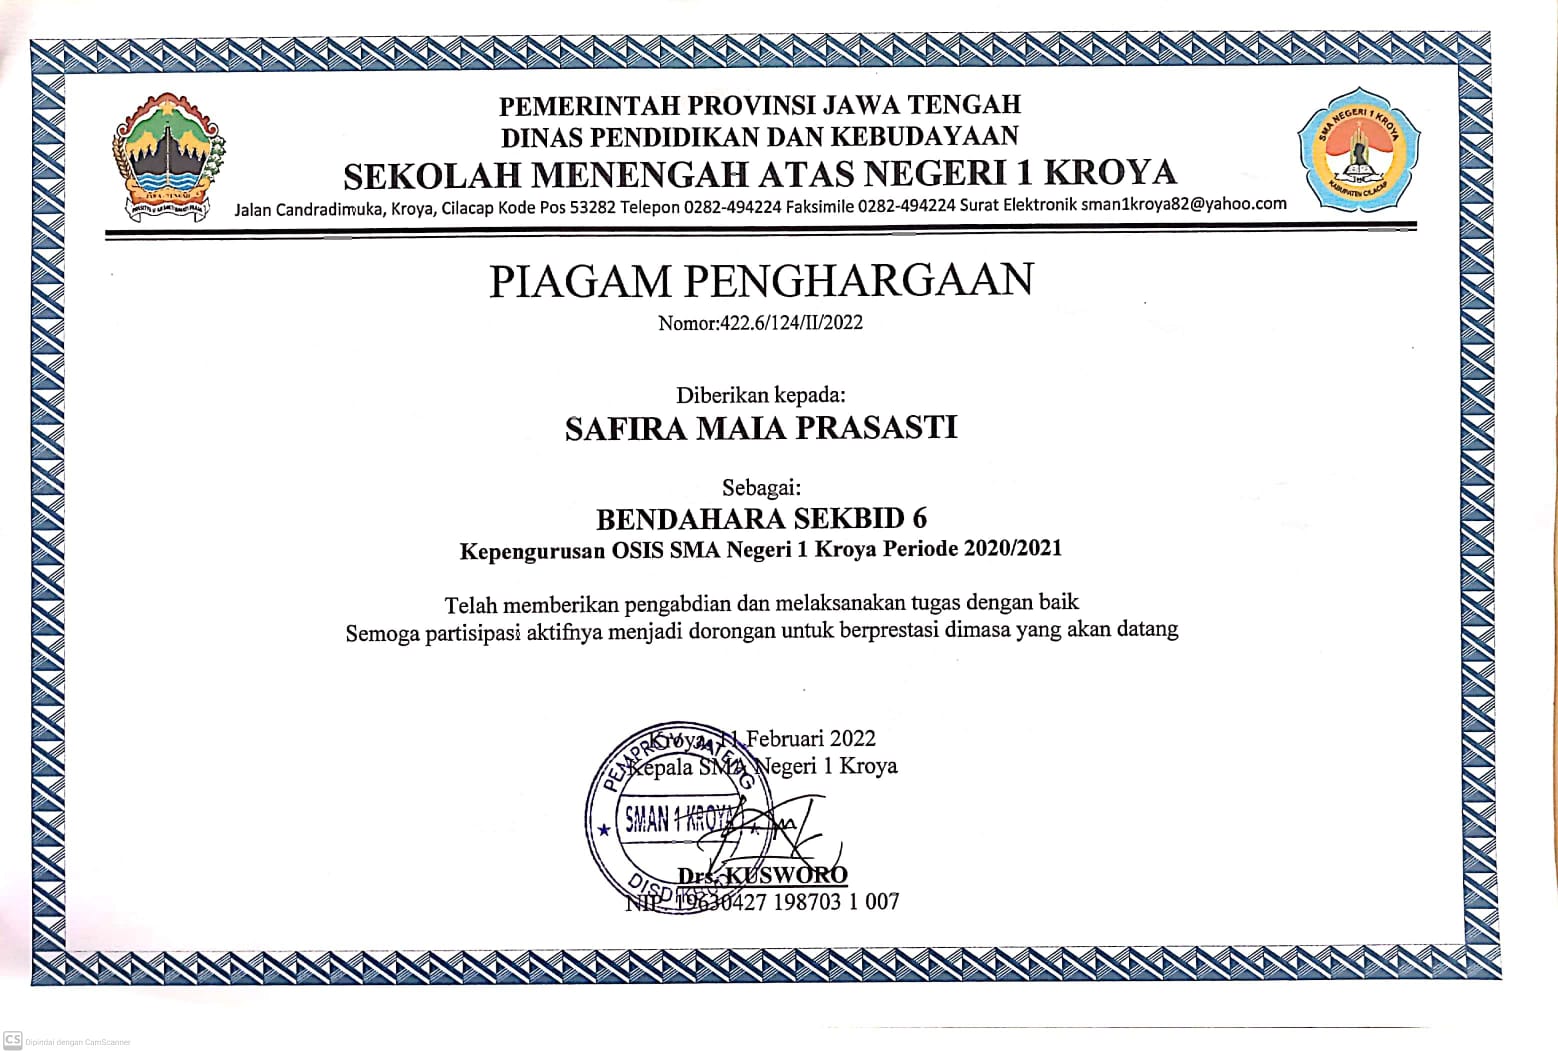 PEMERINTAH PROVINSI JAWA TENGAH
DINAS PENDIDIKAN DAN KEBUDAYAAN
SEKOLAH MENENGAH ATAS NEGERI 1 KROYA
Jalan Candradimuka, Kroya, Cilacap Kode Pos 53282 Telepon 0282-494224 Faksimile 0282-494224 Surat Elektronik sman1kroya82@yahoo.com
SMA NEGERI 1 KROYA
KABUPATEN CILACAP
PIAGAM PENGHARGAAN
Nomor:422.6/124/II/2022
Diberikan kepada:
SAFIRA MAIA PRASASTI
Sebagai:
BENDAHARA SEKBID 6
Kepengurusan OSIS SMA Negeri 1 Kroya Periode 2020/2021
Telah memberikan pengabdian dan melaksanakan tugas dengan baik
Semoga partisipasi aktifnya menjadi dorongan untuk berprestasi dimasa yang akan datang
Kroya, 11 Februari 2022
Kepala SMA Negeri 1 Kroya
PEMPROV JATENG
SMAN 1 KROYA
Drs. KUSWORO
NIP. 19630427 198703 1 007
CS Dipindai dengan CamScanner